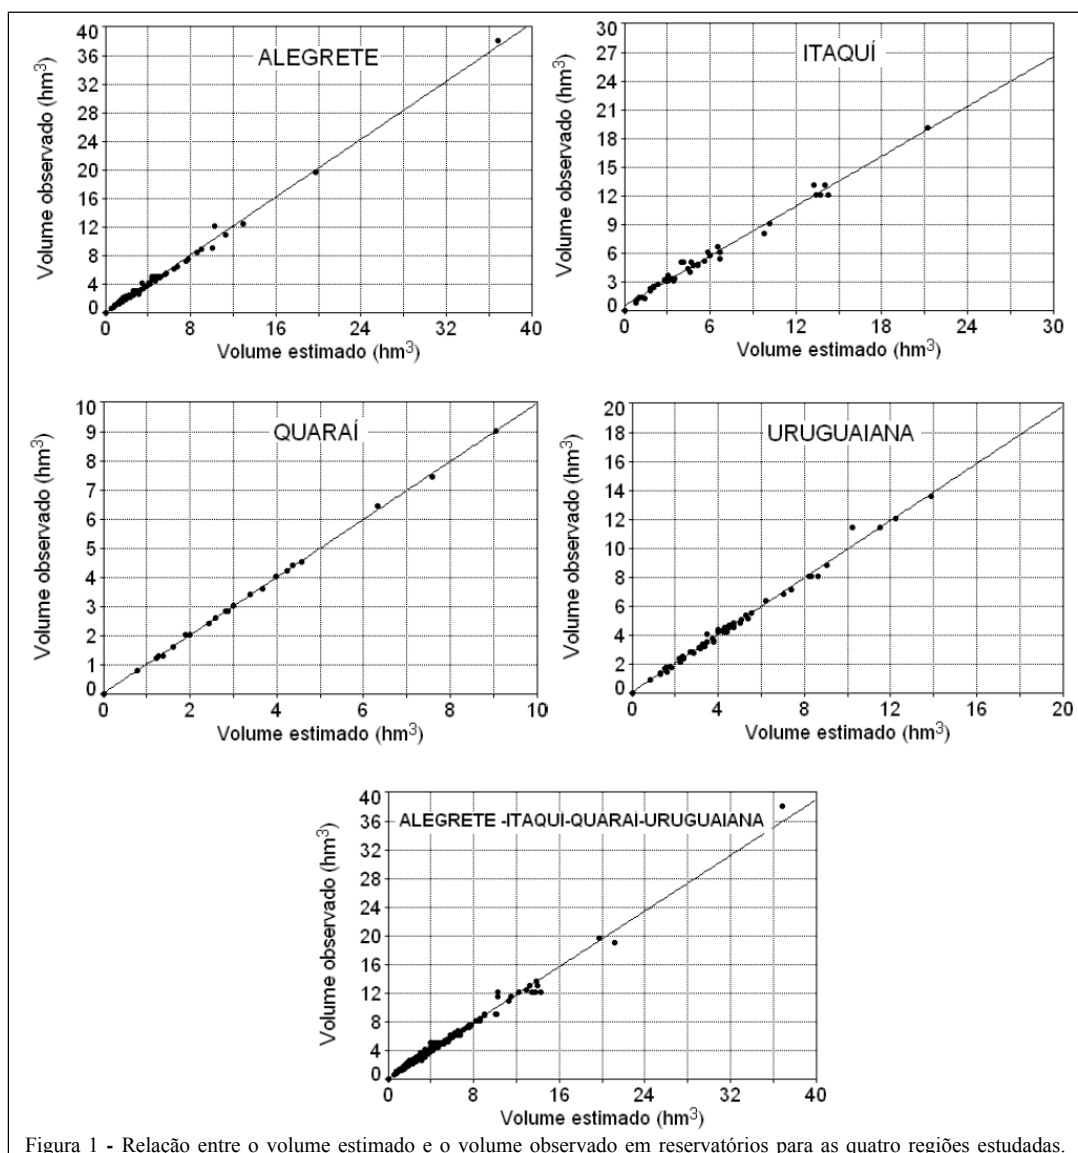 ALEGRETE
Volume observado (hm³)
40
36
32
28
24
20
16
12
8
4
0
0 8 16 24 32 40
Volume estimado (hm³)
ITAQUÍ
Volume observado (hm³)
30
27
24
21
18
15
12
9
6
3
0
0 6 12 18 24 30
Volume estimado (hm³)
QUARAÍ
Volume observado (hm³)
10
9
8
7
6
5
4
3
2
1
0
0 2 4 6 8 10
Volume estimado (hm³)
URUGUAIANA
Volume observado (hm³)
20
18
16
14
12
10
8
6
4
2
0
0 4 8 12 16 20
Volume estimado (hm³)
ALEGRETE -ITAQUÍ-QUARAÍ-URUGUAIANA
Volume observado (hm³)
40
36
32
28
24
20
16
12
8
4
0
0 8 16 24 32 40
Volume estimado (hm³)
Figura 1 - Relação entre o volume estimado e o volume observado em reservatórios para as quatro regiões estudadas.